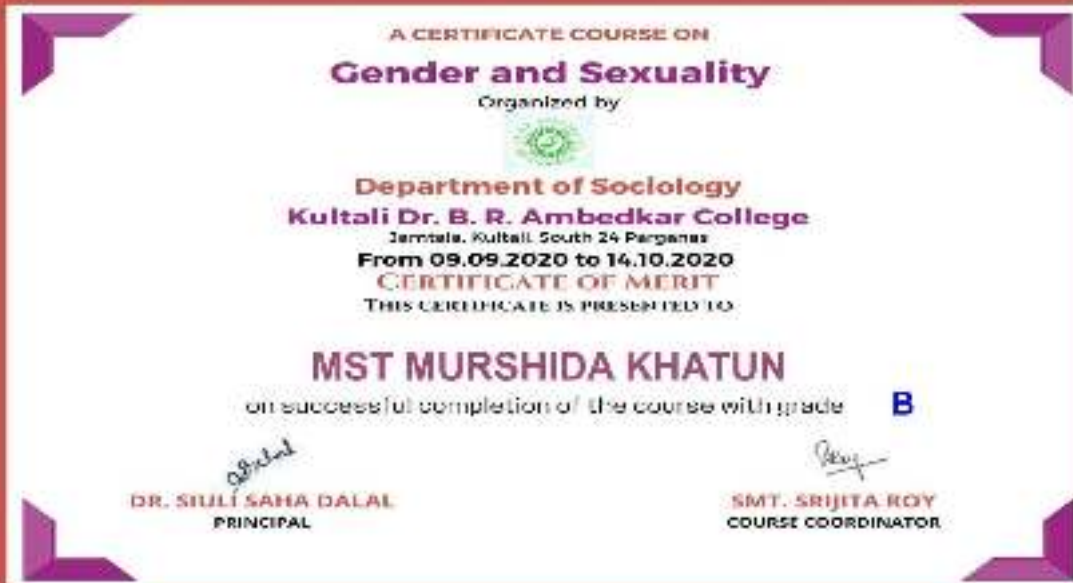 A CERTIFICATE COURSE ON
Gender and Sexuality
Organized by
Department of Sociology
Kultali Dr. B. R. Ambedkar College
Jamtala, Kultali, South 24 Parganas
From 09.09.2020 to 14.10.2020
CERTIFICATE OF MERIT
THIS CERTIFICATE IS PRESENTED TO
MST MURSHIDA KHATUN
on successful completion of the course with grade B
DR. SIULI SAHA DALAL SMT. SRIJITA ROY
PRINCIPAL COURSE COORDINATOR